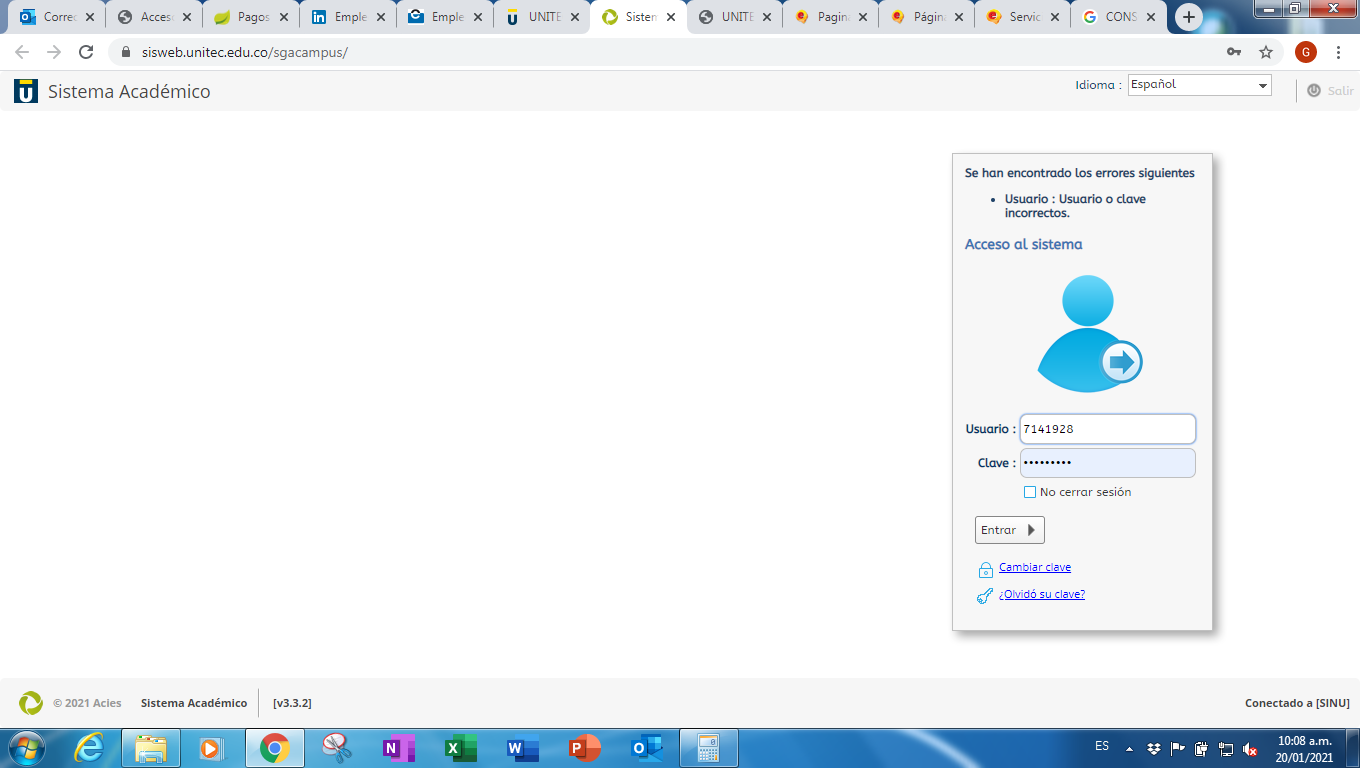 Correc
Acceso
Pagos
Emple
Emple
UNITE
Sistem
UNITE
Pagina
Página
Servic
CONS
sisweb.unitec.edu.co/sgacampus/
G
Sistema Académico
Idioma :
Español
Salir
Se han encontrado los errores siguientes
• Usuario : Usuario o clave
incorrectos.
Acceso al sistema
Usuario :
7141928
Clave :
•••••••••
No cerrar sesión
Entrar
Cambiar clave
¿Olvidó su clave?
© 2021 Acies
Sistema Académico
[v3.3.2]
Conectado a [SINU]
ES
10:08 a.m.
20/01/2021